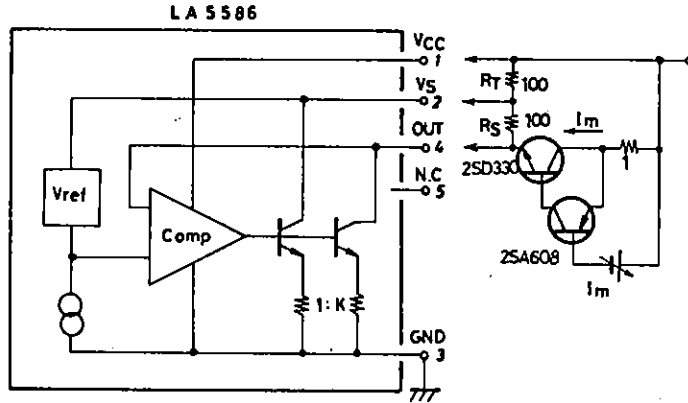 LA5586
VCC
1
VS
2
OUT
4
N.C
5
GND
3
Vref
Comp
1:K
RT 100
RS 100
Im
2SD330
2SA608
Im